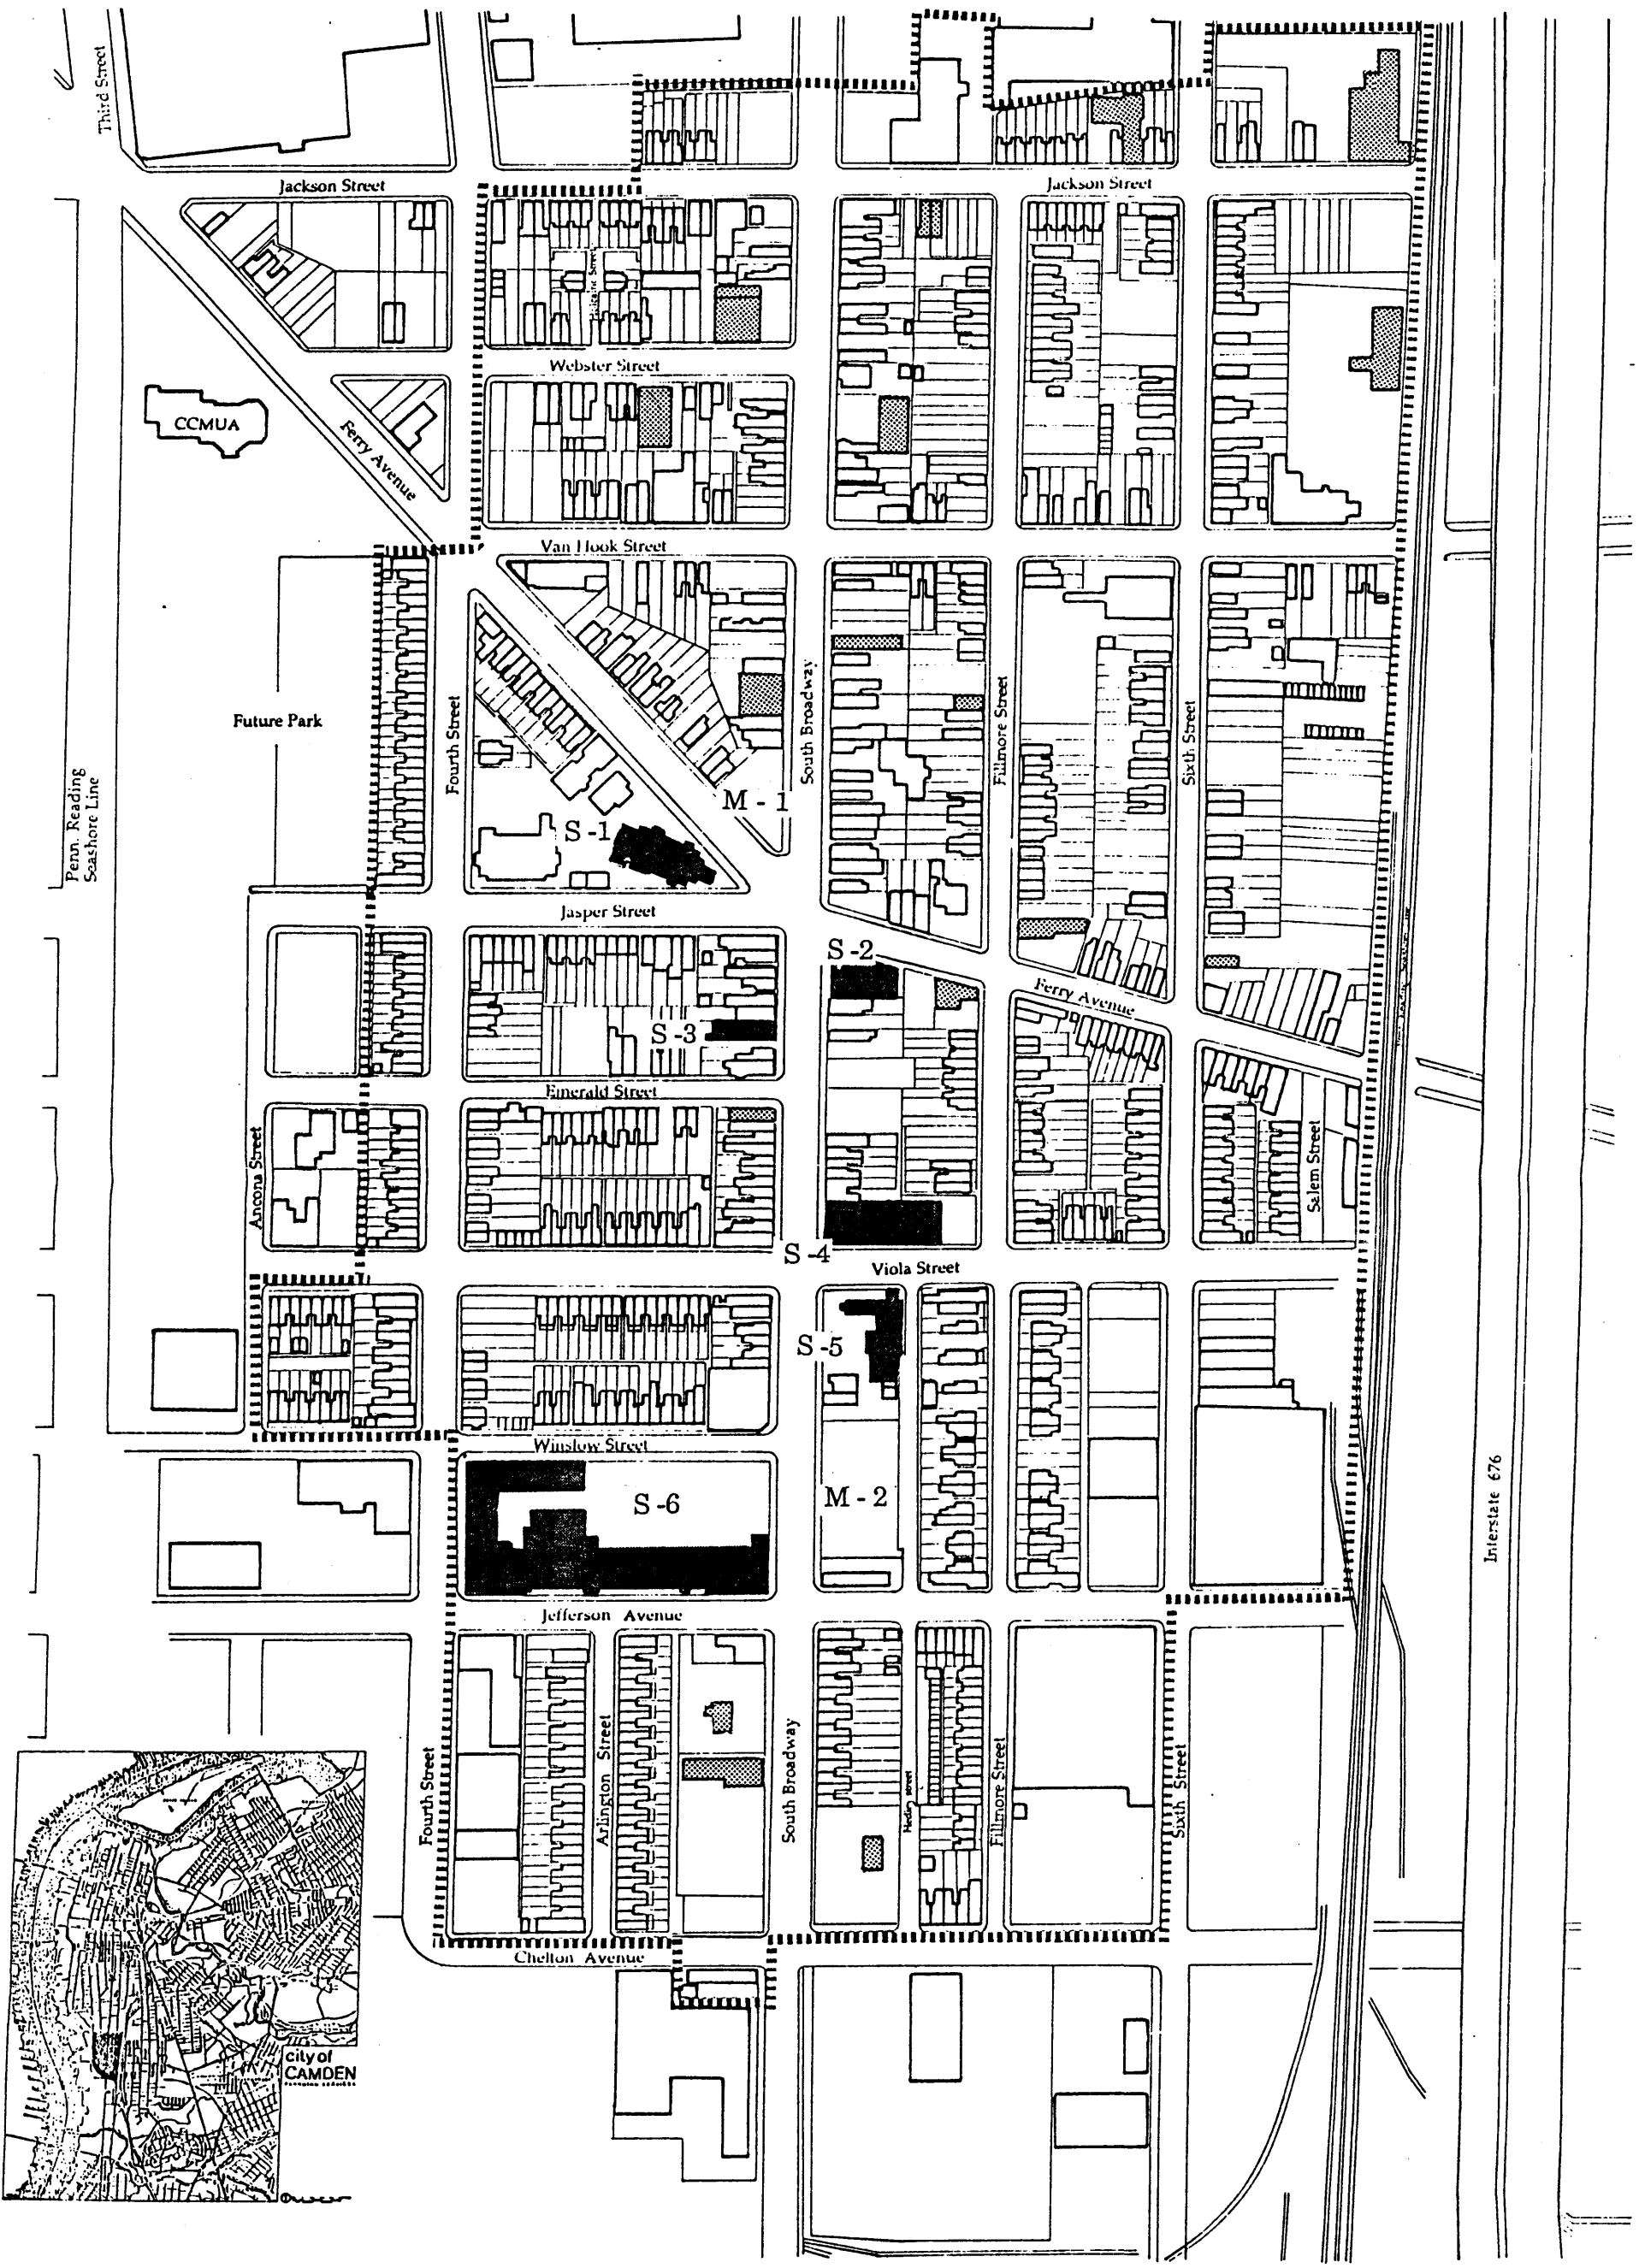 Third Street
Jackson Street
Jackson Street
Webster Street
CCMUA
Ferry Avenue
Van Hook Street
Future Park
Fourth Street
South Broadway
Fillmore Street
Sixth Street
M - 1
S -1
Penn. Reading
Seashore Line
Jasper Street
S -2
Ferry Avenue
S -3
Emerald Street
Ancona Street
Salem Street
S -4
Viola Street
S -5
Winslow Street
S -6
M - 2
Interstate 676
Jefferson Avenue
Fourth Street
Arlington Street
South Broadway
Fillmore Street
Sixth Street
Chelton Avenue
city of
CAMDEN